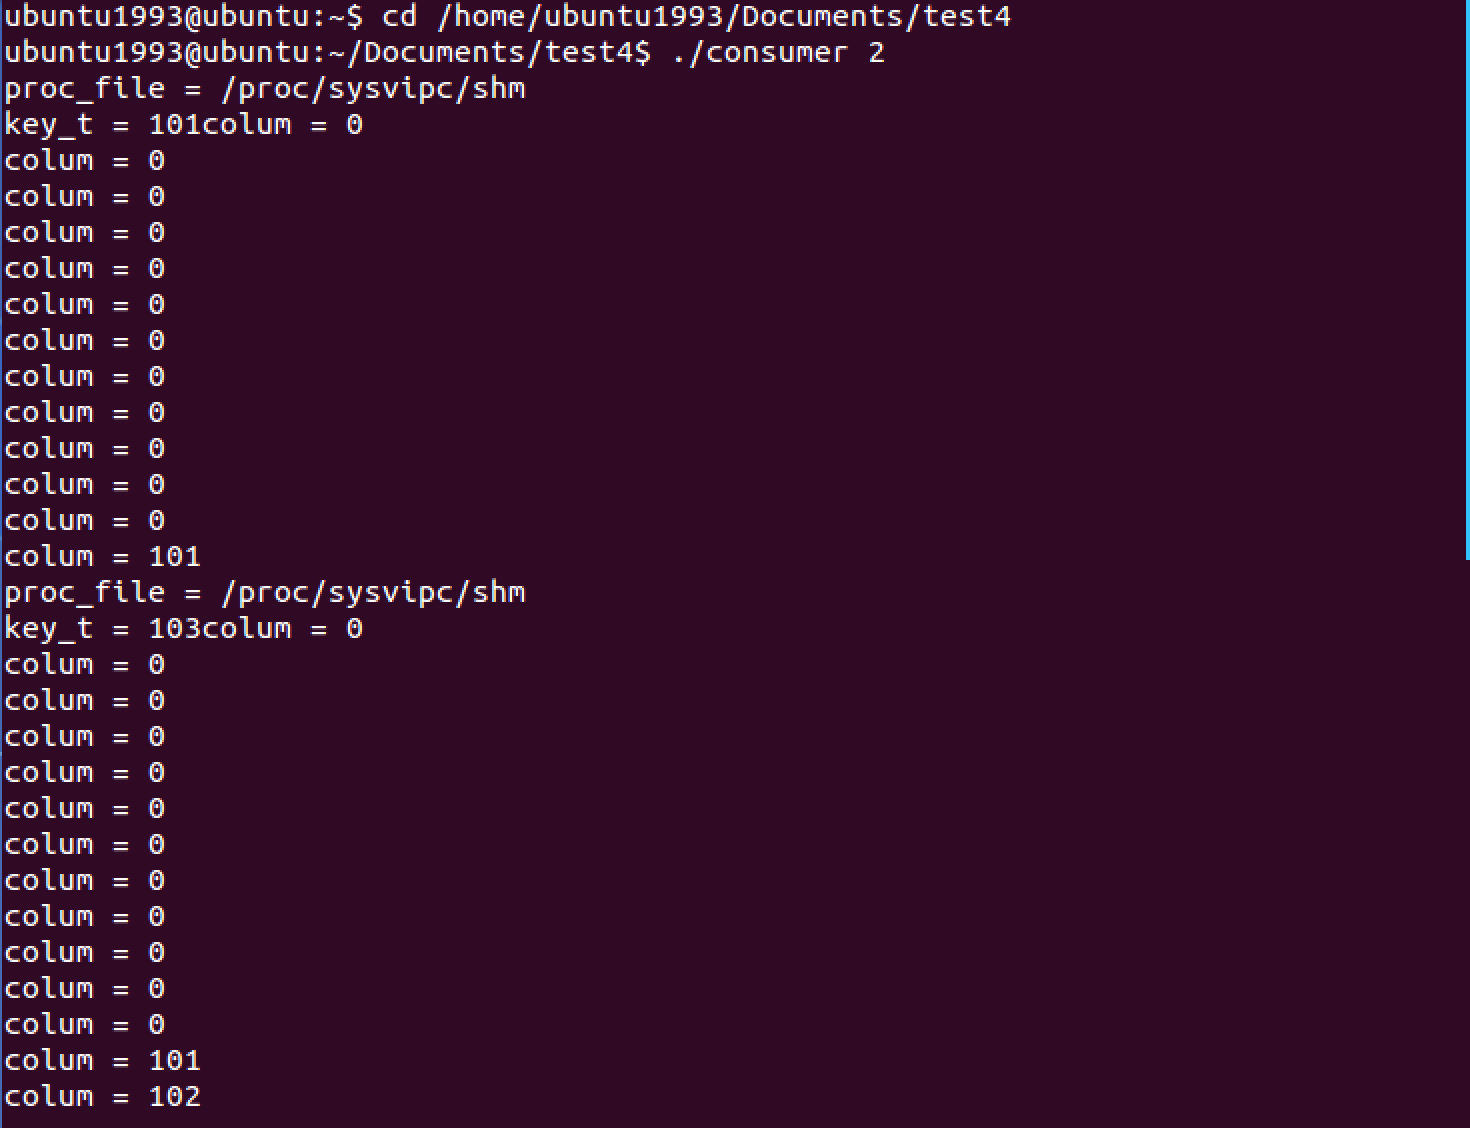 ubuntu1993@ubuntu:~$ cd /home/ubuntu1993/Documents/test4
ubuntu1993@ubuntu:~/Documents/test4$ ./consumer 2
proc_file = /proc/sysvipc/shm
key_t = 101colum = 0
colum = 0
colum = 0
colum = 0
colum = 0
colum = 0
colum = 0
colum = 0
colum = 0
colum = 0
colum = 0
colum = 0
colum = 101
proc_file = /proc/sysvipc/shm
key_t = 103colum = 0
colum = 0
colum = 0
colum = 0
colum = 0
colum = 0
colum = 0
colum = 0
colum = 0
colum = 0
colum = 0
colum = 0
colum = 101
colum = 102